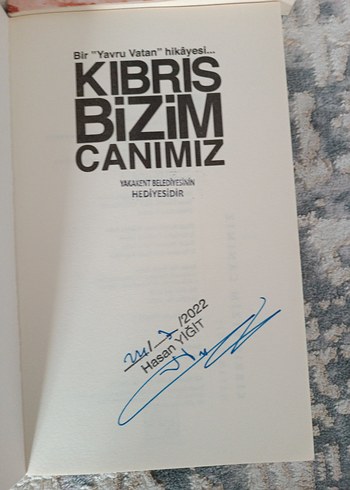 Bir "Yavru Vatan" hikâyesi...
KIBRIS
BİZİM
CANIMIZ
YAKAKENT BELEDİYESİNİN
HEDİYESİDİR
/2022
Hasan YİĞİT